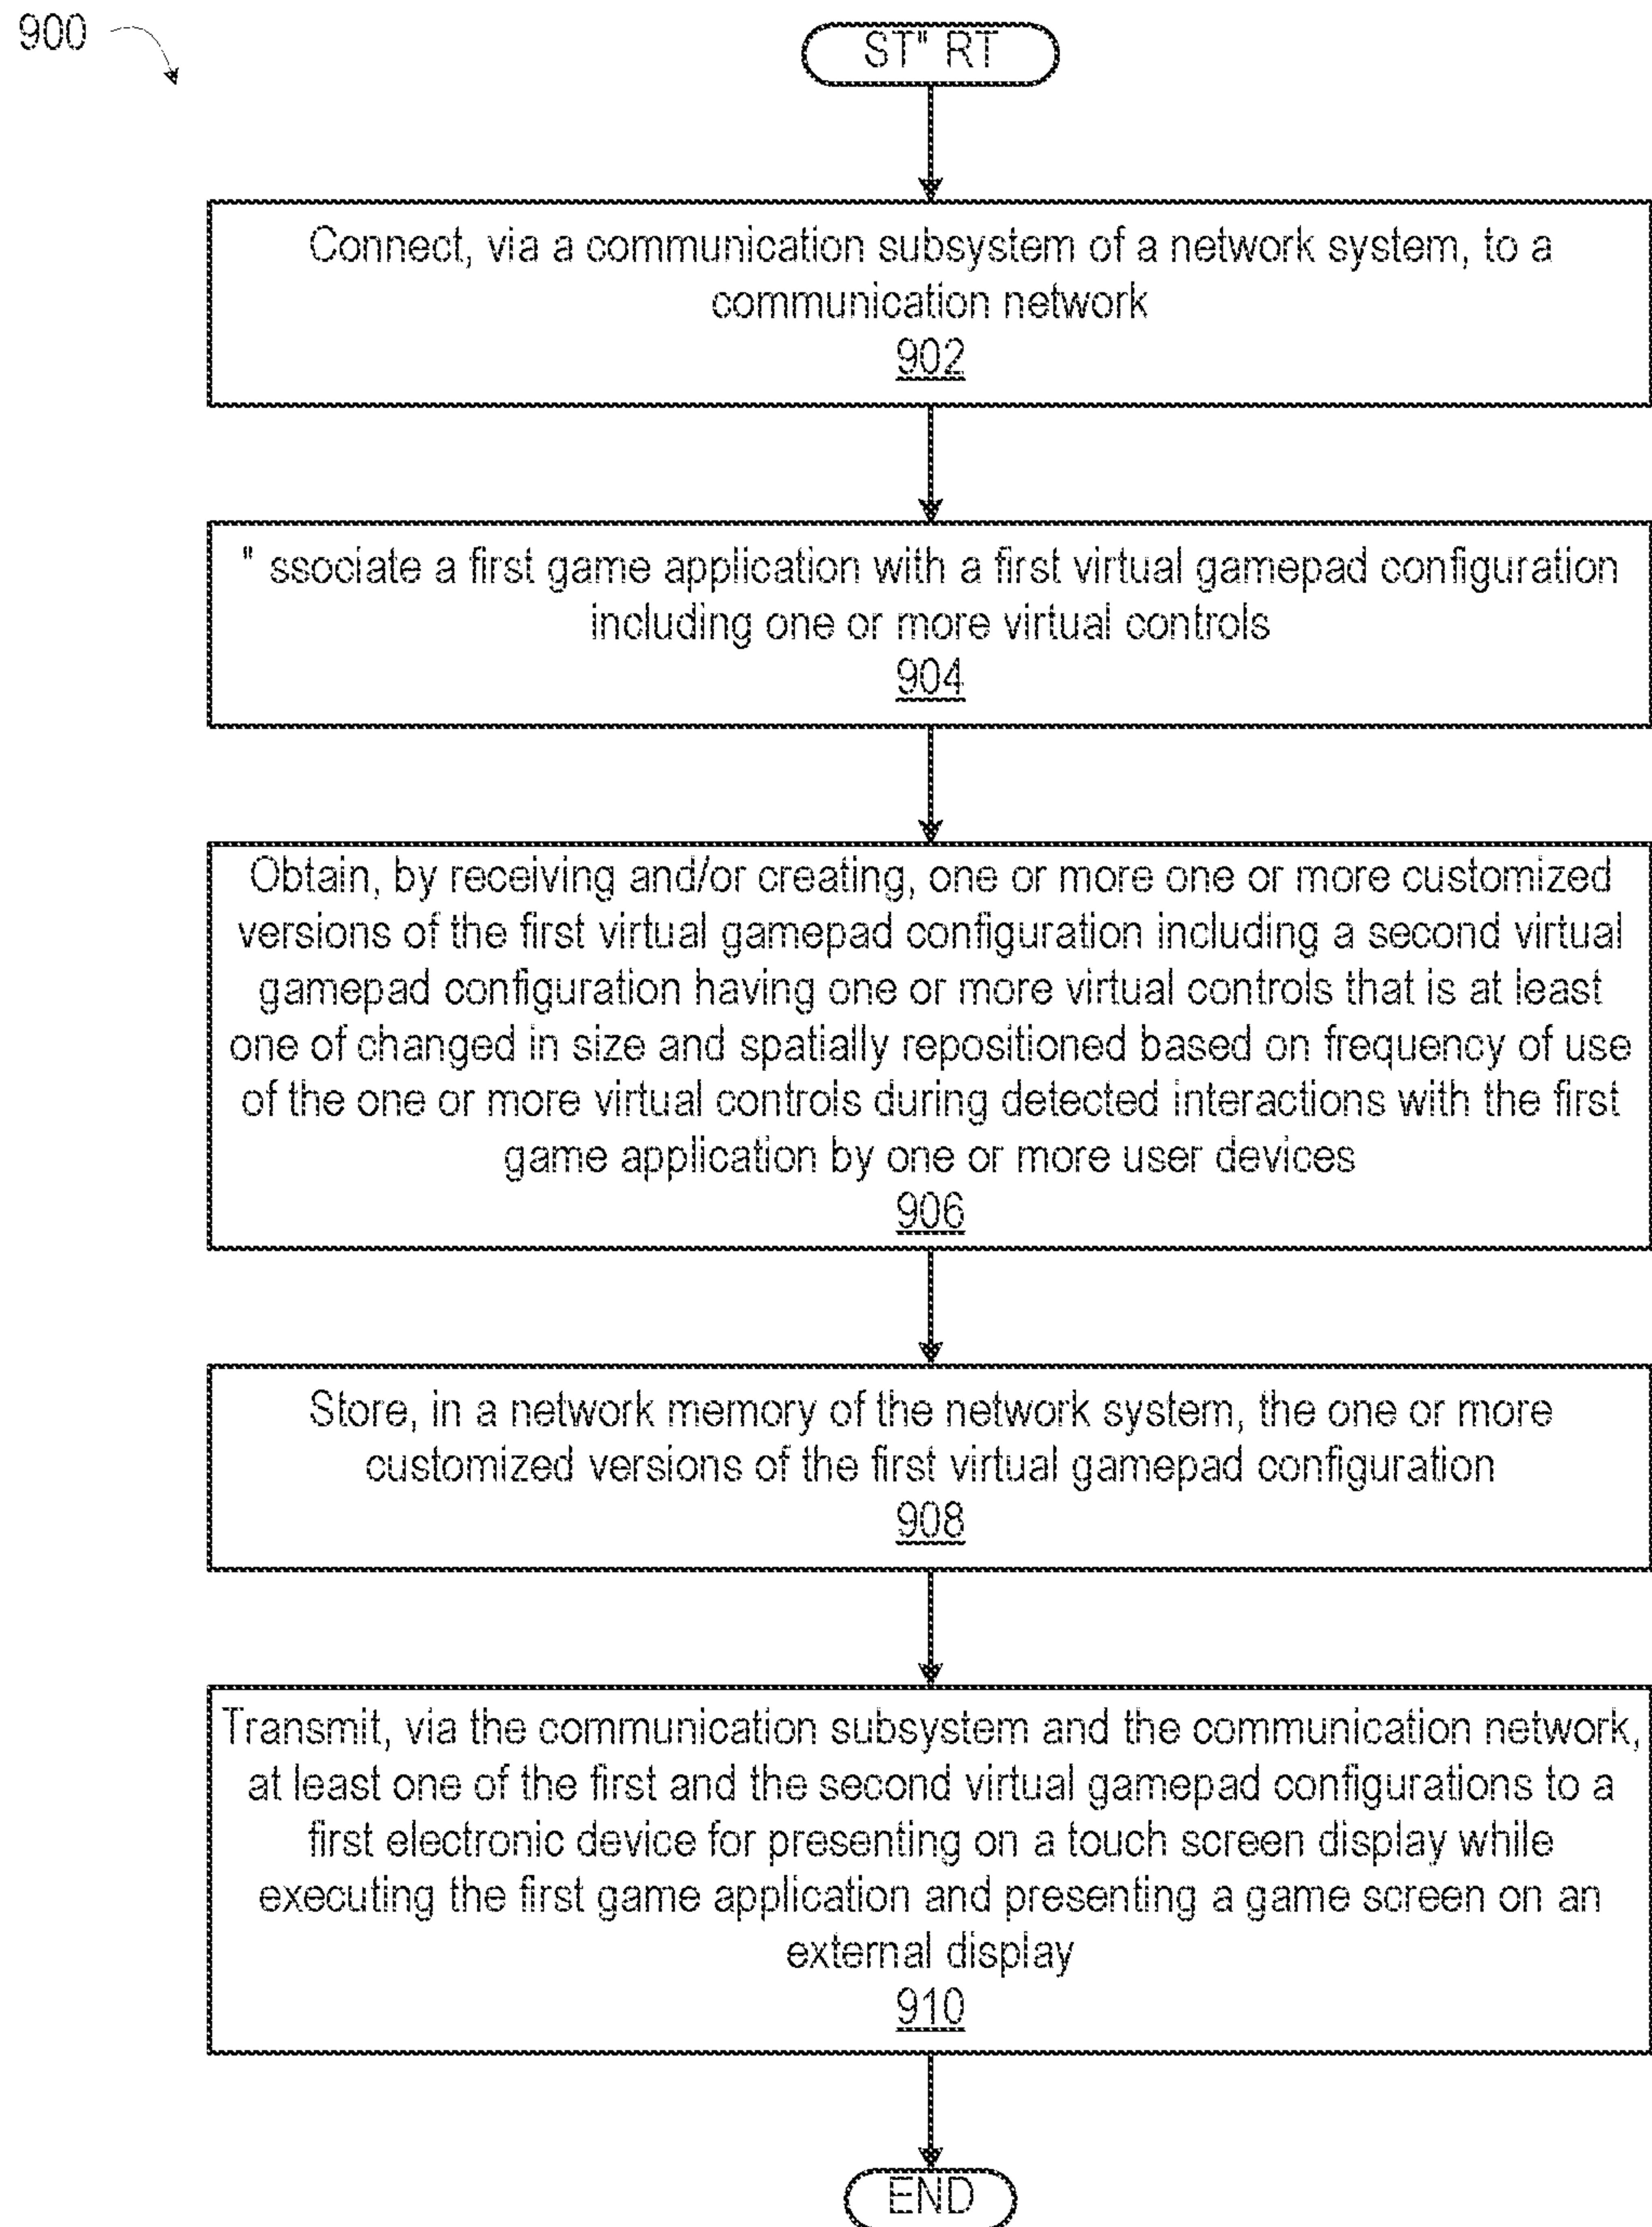 900
ST" RT
Connect, via a communication subsystem of a network system, to a
communication network
902
" ssociate a first game application with a first virtual gamepad configuration
including one or more virtual controls
904
Obtain, by receiving and/or creating, one or more one or more customized
versions of the first virtual gamepad configuration including a second virtual
gamepad configuration having one or more virtual controls that is at least
one of changed in size and spatially repositioned based on frequency of use
of the one or more virtual controls during detected interactions with the first
game application by one or more user devices
906
Store, in a network memory of the network system, the one or more
customized versions of the first virtual gamepad configuration
908
Transmit, via the communication subsystem and the communication network,
at least one of the first and the second virtual gamepad configurations to a
first electronic device for presenting on a touch screen display while
executing the first game application and presenting a game screen on an
external display
910
END